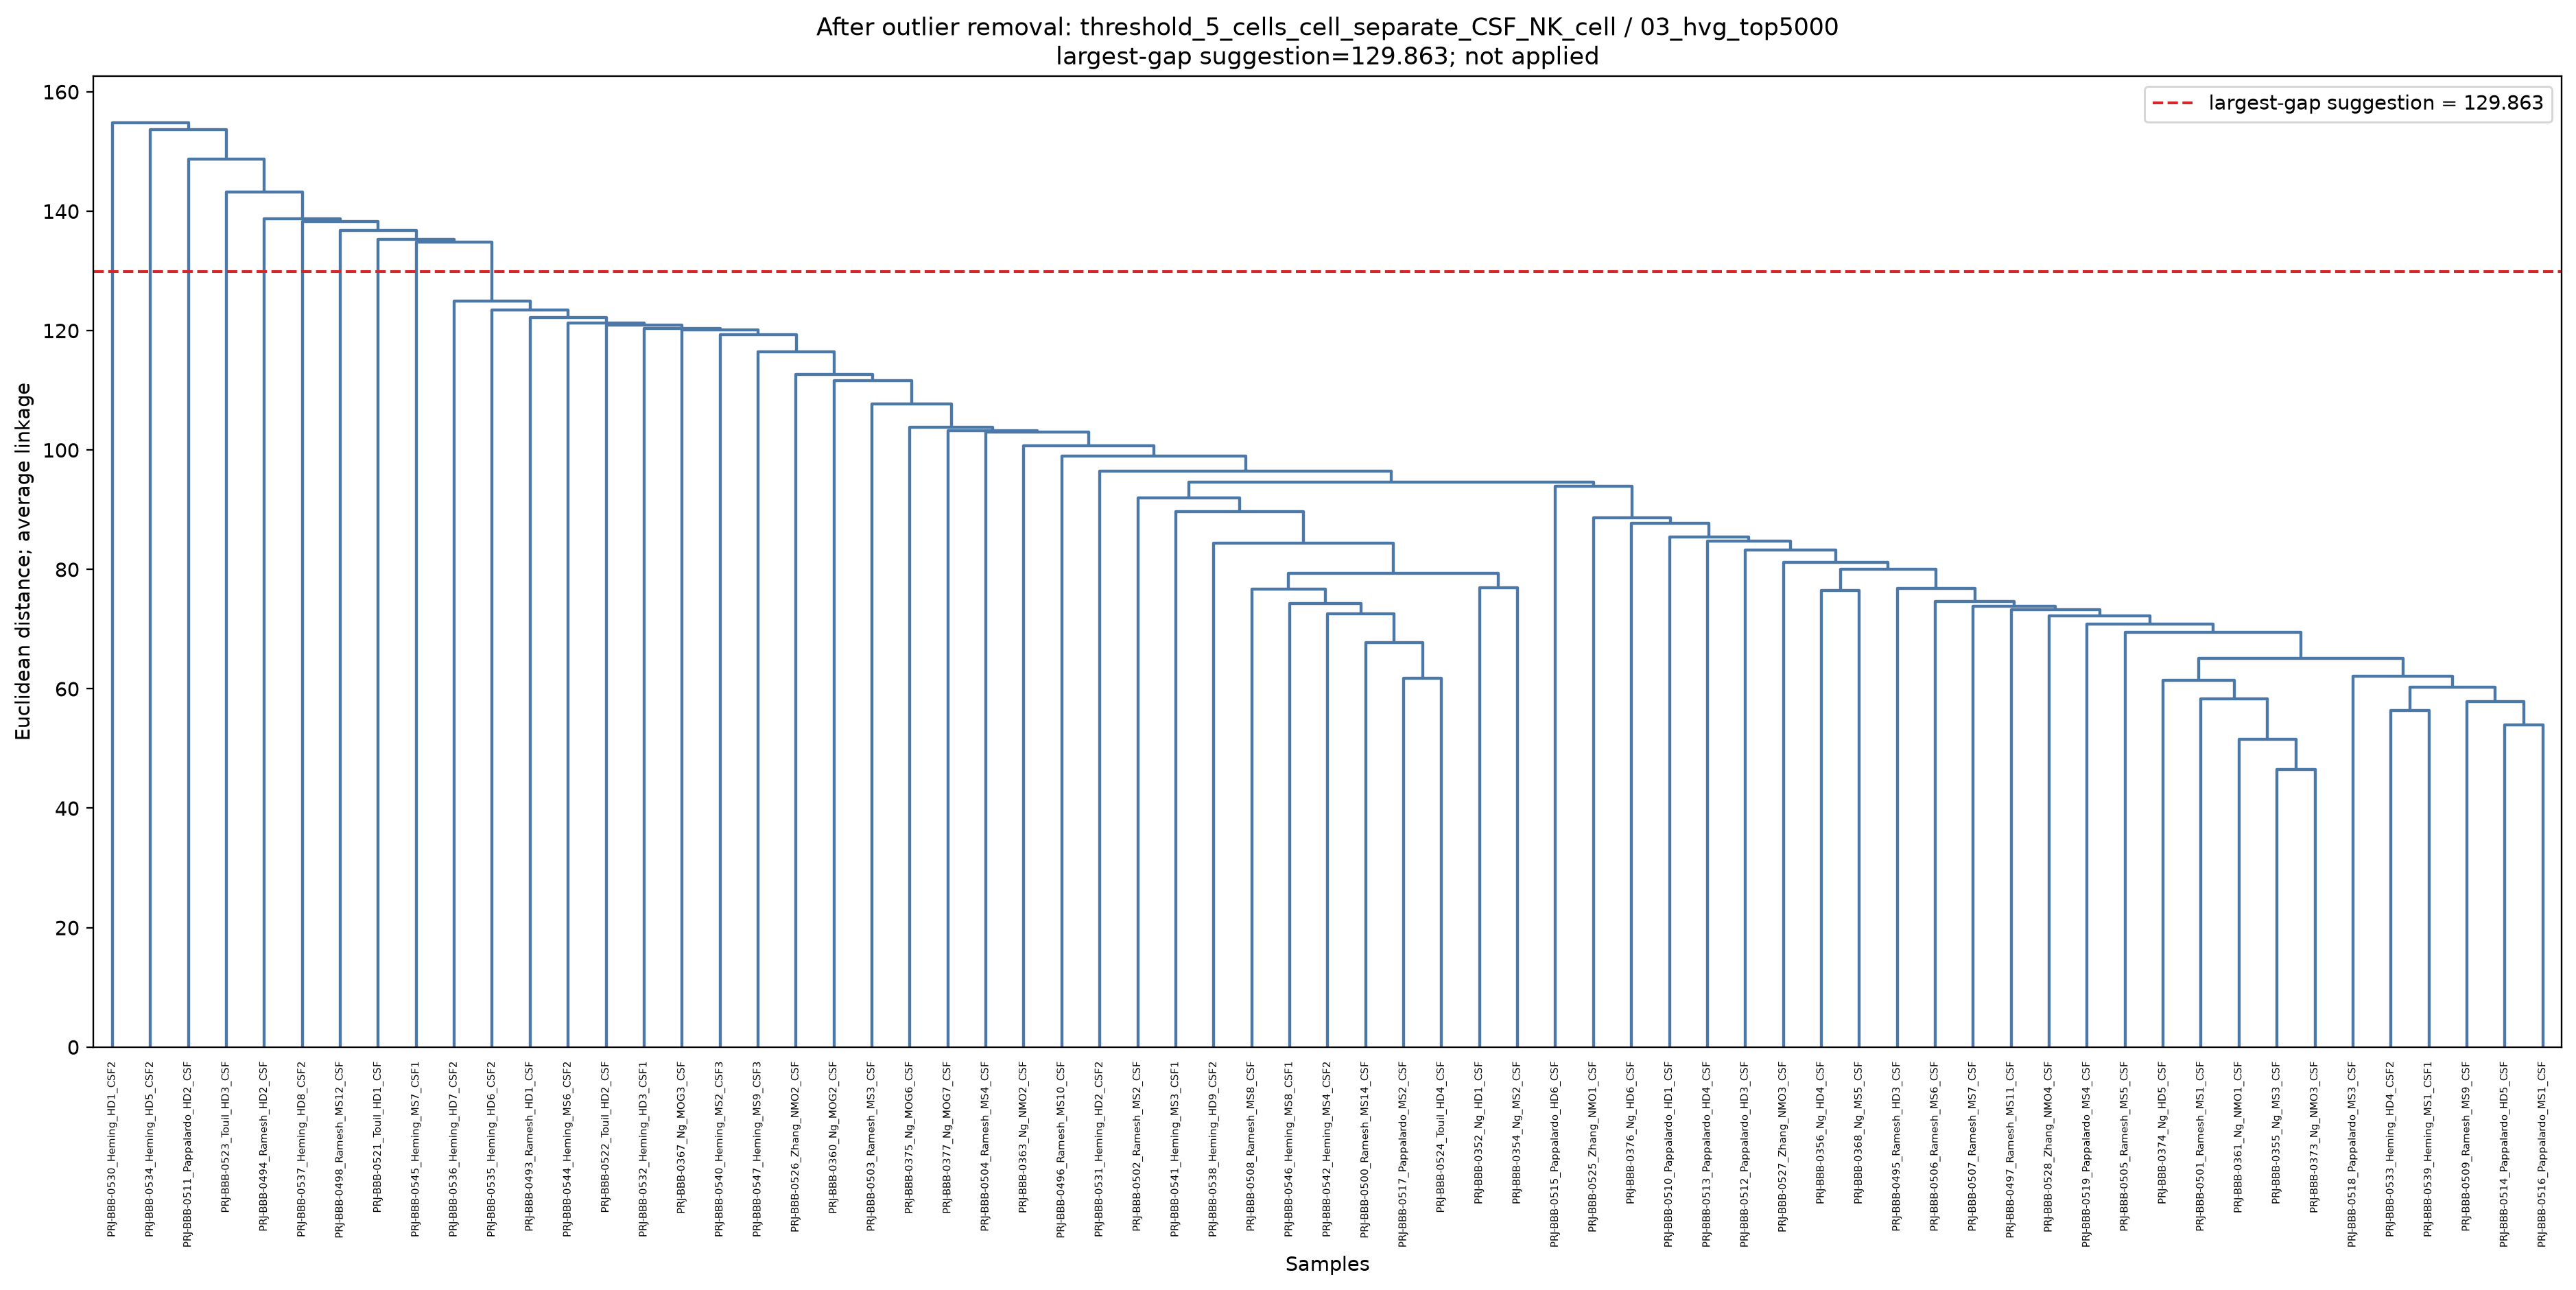 After outlier removal: threshold_5_cells_cell_separate_CSF_NK_cell / 03_hvg_top5000
largest-gap suggestion=129.863; not applied
largest-gap suggestion = 129.863
Euclidean distance; average linkage
160
140
120
100
80
60
40
20
0
PRJ-BBB-0530_Heming_HD1_CSF2
PRJ-BBB-0534_Heming_HD5_CSF2
PRJ-BBB-0511_Pappalardo_HD2_CSF
PRJ-BBB-0523_Touil_HD3_CSF
PRJ-BBB-0494_Ramesh_HD2_CSF
PRJ-BBB-0537_Heming_HD8_CSF2
PRJ-BBB-0498_Ramesh_MS12_CSF
PRJ-BBB-0521_Touil_HD1_CSF
PRJ-BBB-0545_Heming_MS7_CSF1
PRJ-BBB-0536_Heming_HD7_CSF2
PRJ-BBB-0535_Heming_HD6_CSF2
PRJ-BBB-0493_Ramesh_HD1_CSF
PRJ-BBB-0544_Heming_MS6_CSF2
PRJ-BBB-0522_Touil_HD2_CSF
PRJ-BBB-0532_Heming_HD3_CSF1
PRJ-BBB-0367_Ng_MOG3_CSF
PRJ-BBB-0540_Heming_MS2_CSF3
PRJ-BBB-0547_Heming_MS9_CSF3
PRJ-BBB-0526_Zhang_NMO2_CSF
PRJ-BBB-0360_Ng_MOG2_CSF
PRJ-BBB-0503_Ramesh_MS3_CSF
PRJ-BBB-0375_Ng_MOG6_CSF
PRJ-BBB-0377_Ng_MOG7_CSF
PRJ-BBB-0504_Ramesh_MS4_CSF
PRJ-BBB-0363_Ng_NMO2_CSF
PRJ-BBB-0496_Ramesh_MS10_CSF
PRJ-BBB-0531_Heming_HD2_CSF2
PRJ-BBB-0502_Ramesh_MS2_CSF
PRJ-BBB-0541_Heming_MS3_CSF1
PRJ-BBB-0538_Heming_HD9_CSF2
PRJ-BBB-0508_Ramesh_MS8_CSF
PRJ-BBB-0546_Heming_MS8_CSF1
PRJ-BBB-0542_Heming_MS4_CSF2
PRJ-BBB-0500_Ramesh_MS14_CSF
PRJ-BBB-0517_Pappalardo_MS2_CSF
PRJ-BBB-0524_Touil_HD4_CSF
PRJ-BBB-0352_Ng_HD1_CSF
PRJ-BBB-0354_Ng_MS2_CSF
PRJ-BBB-0515_Pappalardo_HD6_CSF
PRJ-BBB-0525_Zhang_NMO1_CSF
PRJ-BBB-0376_Ng_HD6_CSF
PRJ-BBB-0510_Pappalardo_HD1_CSF
PRJ-BBB-0513_Pappalardo_HD4_CSF
PRJ-BBB-0512_Pappalardo_HD3_CSF
PRJ-BBB-0527_Zhang_NMO3_CSF
PRJ-BBB-0356_Ng_HD4_CSF
PRJ-BBB-0368_Ng_MS5_CSF
PRJ-BBB-0495_Ramesh_HD3_CSF
PRJ-BBB-0506_Ramesh_MS6_CSF
PRJ-BBB-0507_Ramesh_MS7_CSF
PRJ-BBB-0497_Ramesh_MS11_CSF
PRJ-BBB-0528_Zhang_NMO4_CSF
PRJ-BBB-0519_Pappalardo_MS4_CSF
PRJ-BBB-0505_Ramesh_MS5_CSF
PRJ-BBB-0374_Ng_HD5_CSF
PRJ-BBB-0501_Ramesh_MS1_CSF
PRJ-BBB-0361_Ng_NMO1_CSF
PRJ-BBB-0355_Ng_MS3_CSF
PRJ-BBB-0373_Ng_NMO3_CSF
PRJ-BBB-0518_Pappalardo_MS3_CSF
PRJ-BBB-0533_Heming_HD4_CSF2
PRJ-BBB-0539_Heming_MS1_CSF1
PRJ-BBB-0509_Ramesh_MS9_CSF
PRJ-BBB-0514_Pappalardo_HD5_CSF
PRJ-BBB-0516_Pappalardo_MS1_CSF
Samples